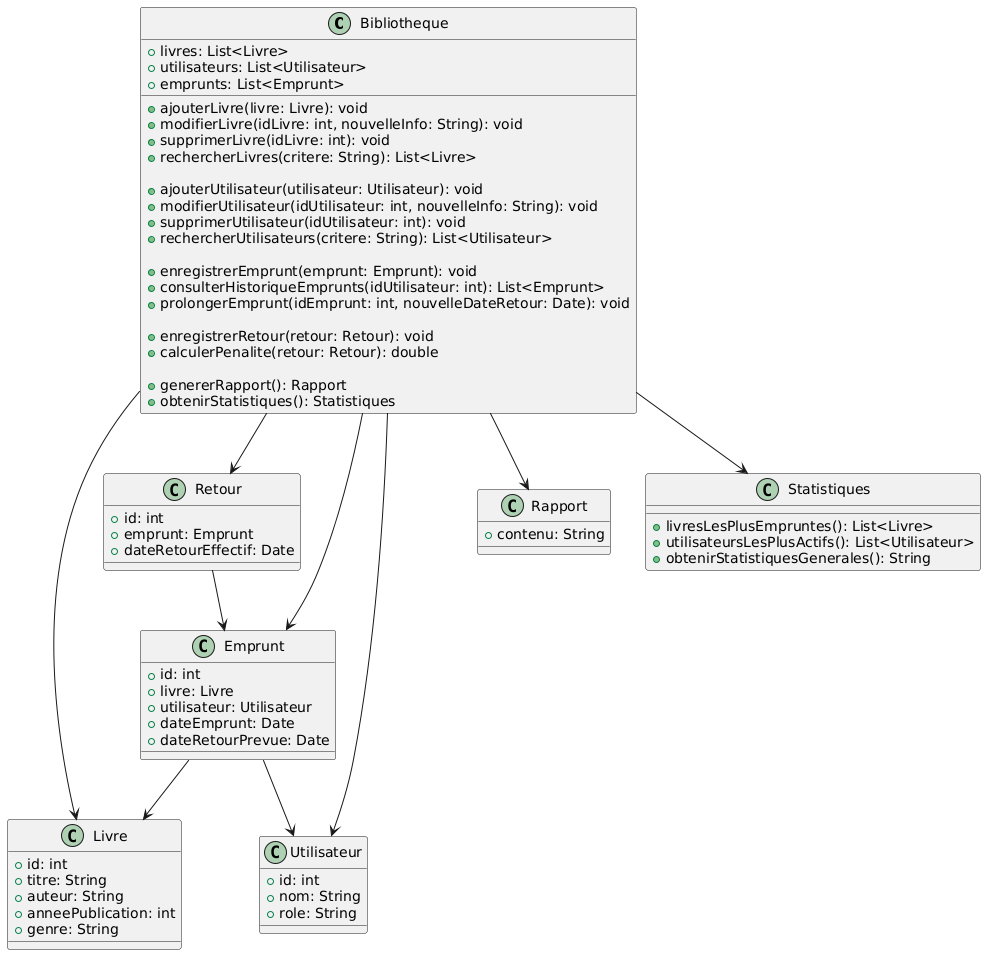 C Bibliotheque
livres: List<Livre>
utilisateurs: List<Utilisateur>
emprunts: List<Emprunt>
ajouterLivre(livre: Livre): void
modifierLivre(idLivre: int, nouvelleInfo: String): void
supprimerLivre(idLivre: int): void
rechercherLivres(critere: String): List<Livre>
ajouterUtilisateur(utilisateur: Utilisateur): void
modifierUtilisateur(idUtilisateur: int, nouvelleInfo: String): void
supprimerUtilisateur(idUtilisateur: int): void
rechercherUtilisateurs(critere: String): List<Utilisateur>
enregistrerEmprunt(emprunt: Emprunt): void
consulterHistoriqueEmprunts(idUtilisateur: int): List<Emprunt>
prolongerEmprunt(idEmprunt: int, nouvelleDateRetour: Date): void
enregistrerRetour(retour: Retour): void
calculerPenalite(retour: Retour): double
genererRapport(): Rapport
obtenirStatistiques(): Statistiques
C Retour
id: int
emprunt: Emprunt
dateRetourEffectif: Date
C Rapport
contenu: String
C Statistiques
livresLesPlusEmpruntes(): List<Livre>
utilisateursLesPlusActifs(): List<Utilisateur>
obtenirStatistiquesGenerales(): String
C Emprunt
id: int
livre: Livre
utilisateur: Utilisateur
dateEmprunt: Date
dateRetourPrevue: Date
C Livre
id: int
titre: String
auteur: String
anneePublication: int
genre: String
C Utilisateur
id: int
nom: String
role: String